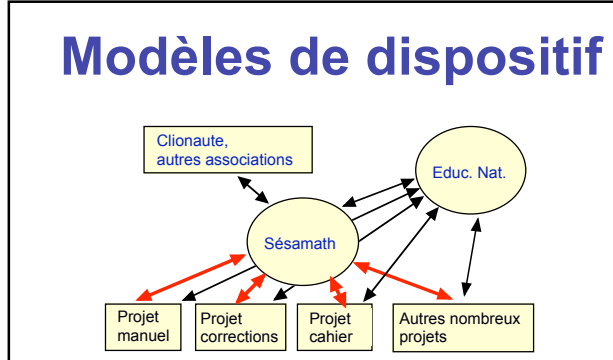 Modèles de dispositif
Clionaute,
autres associations
Educ. Nat.
Sésamath
Projet
manuel
Projet
corrections
Projet
cahier
Autres nombreux
projets